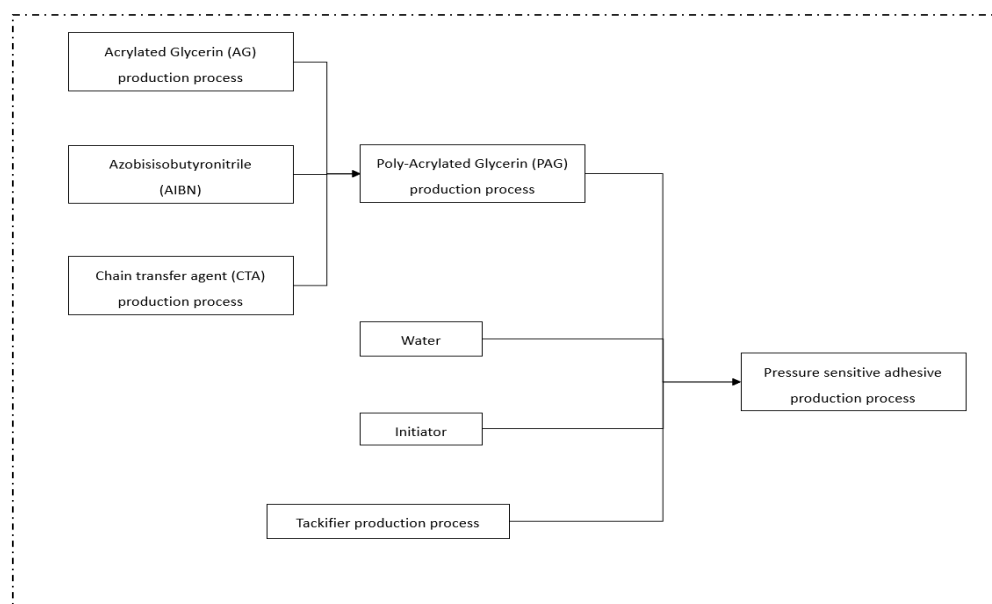 Acrylated Glycerin (AG)
production process
Azobisisobutyronitrile
(AIBN)
Poly-Acrylated Glycerin (PAG)
production process
Chain transfer agent (CTA)
production process
Water
Pressure sensitive adhesive
production process
Initiator
Tackifier production process